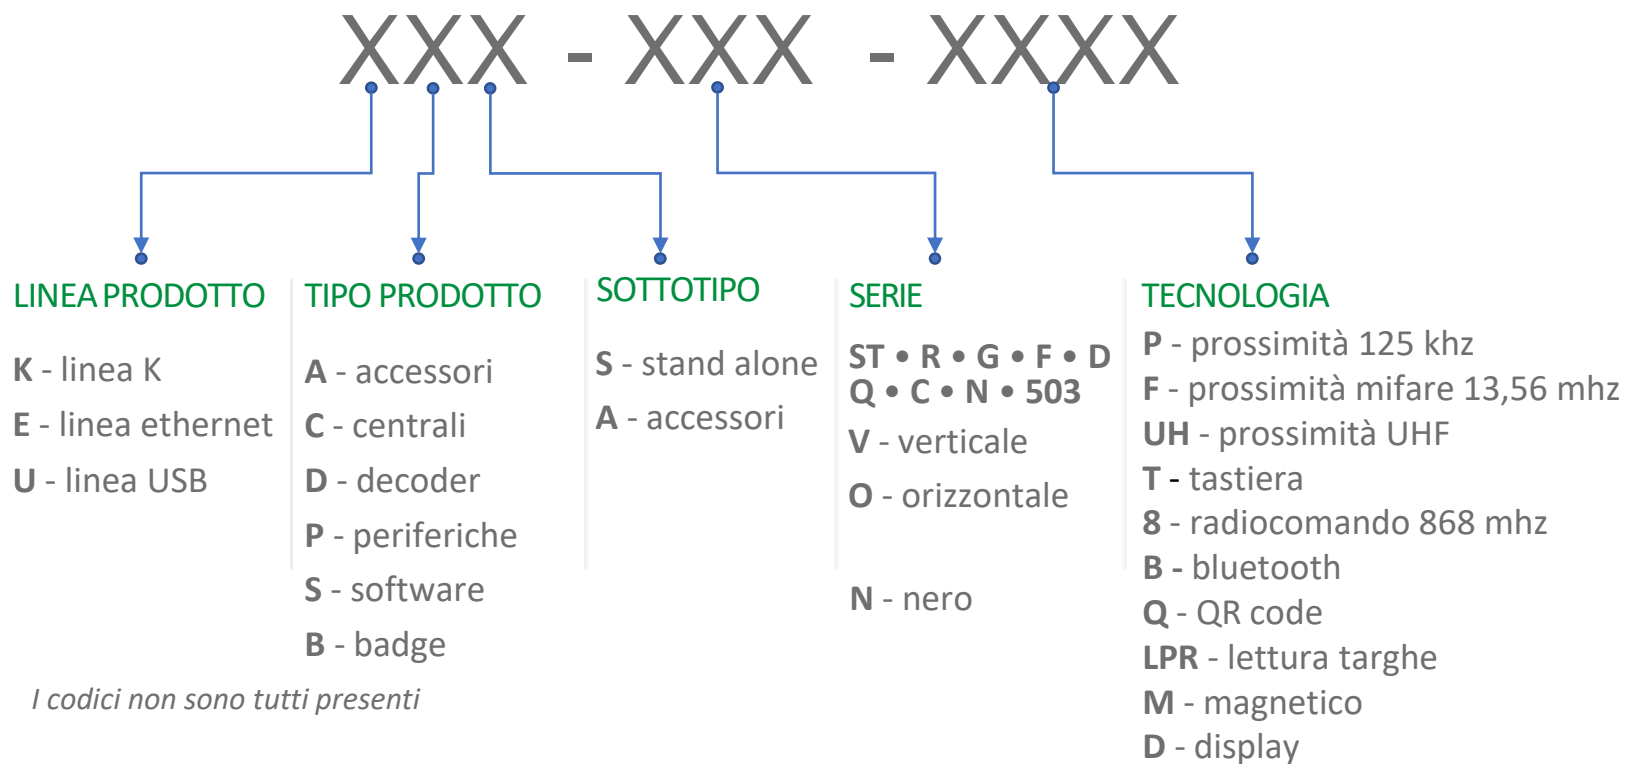 XXX - XXX - XXXX
LINEA PRODOTTO
K - linea K
E - linea ethernet
U - linea USB
TIPO PRODOTTO
A - accessori
C - centrali
D - decoder
P - periferiche
S - software
B - badge
SOTTOTIPO
S - stand alone
A - accessori
SERIE
ST • R • G • F • D
Q • C • N • 503
V - verticale
O - orizzontale
N - nero
TECNOLOGIA
P - prossimità 125 khz
F - prossimità mifare 13,56 mhz
UH - prossimità UHF
T - tastiera
8 - radiocomando 868 mhz
B - bluetooth
Q - QR code
LPR - lettura targhe
M - magnetico
D - display
I codici non sono tutti presenti